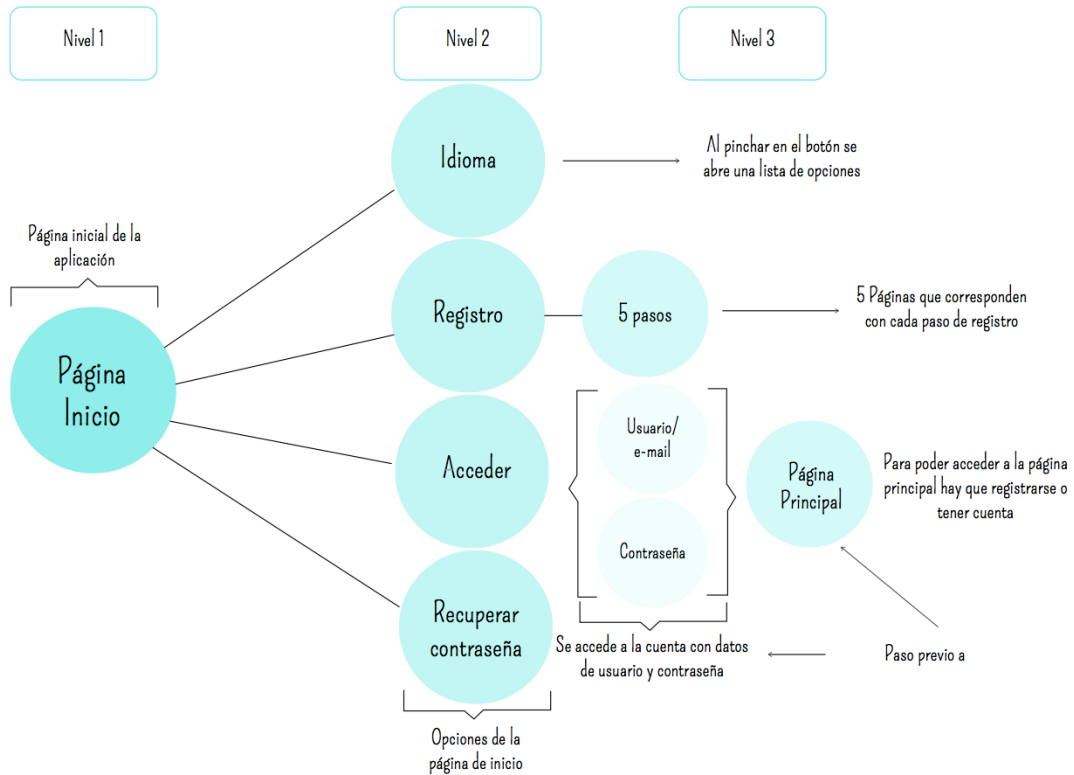 Nivel 1
Nivel 2
Nivel 3
Idioma
Al pinchar en el botón se
abre una lista de opciones
Página inicial de la
aplicación
Página
Inicio
Registro
5 pasos
5 Páginas que corresponden
con cada paso de registro
Acceder
Usuario/
e-mail
Contraseña
Página
Principal
Para poder acceder a la página
principal hay que registrarse o
tener cuenta
Recuperar
contraseña
Se accede a la cuenta con datos
de usuario y contraseña
Paso previo a
Opciones de la
página de inicio